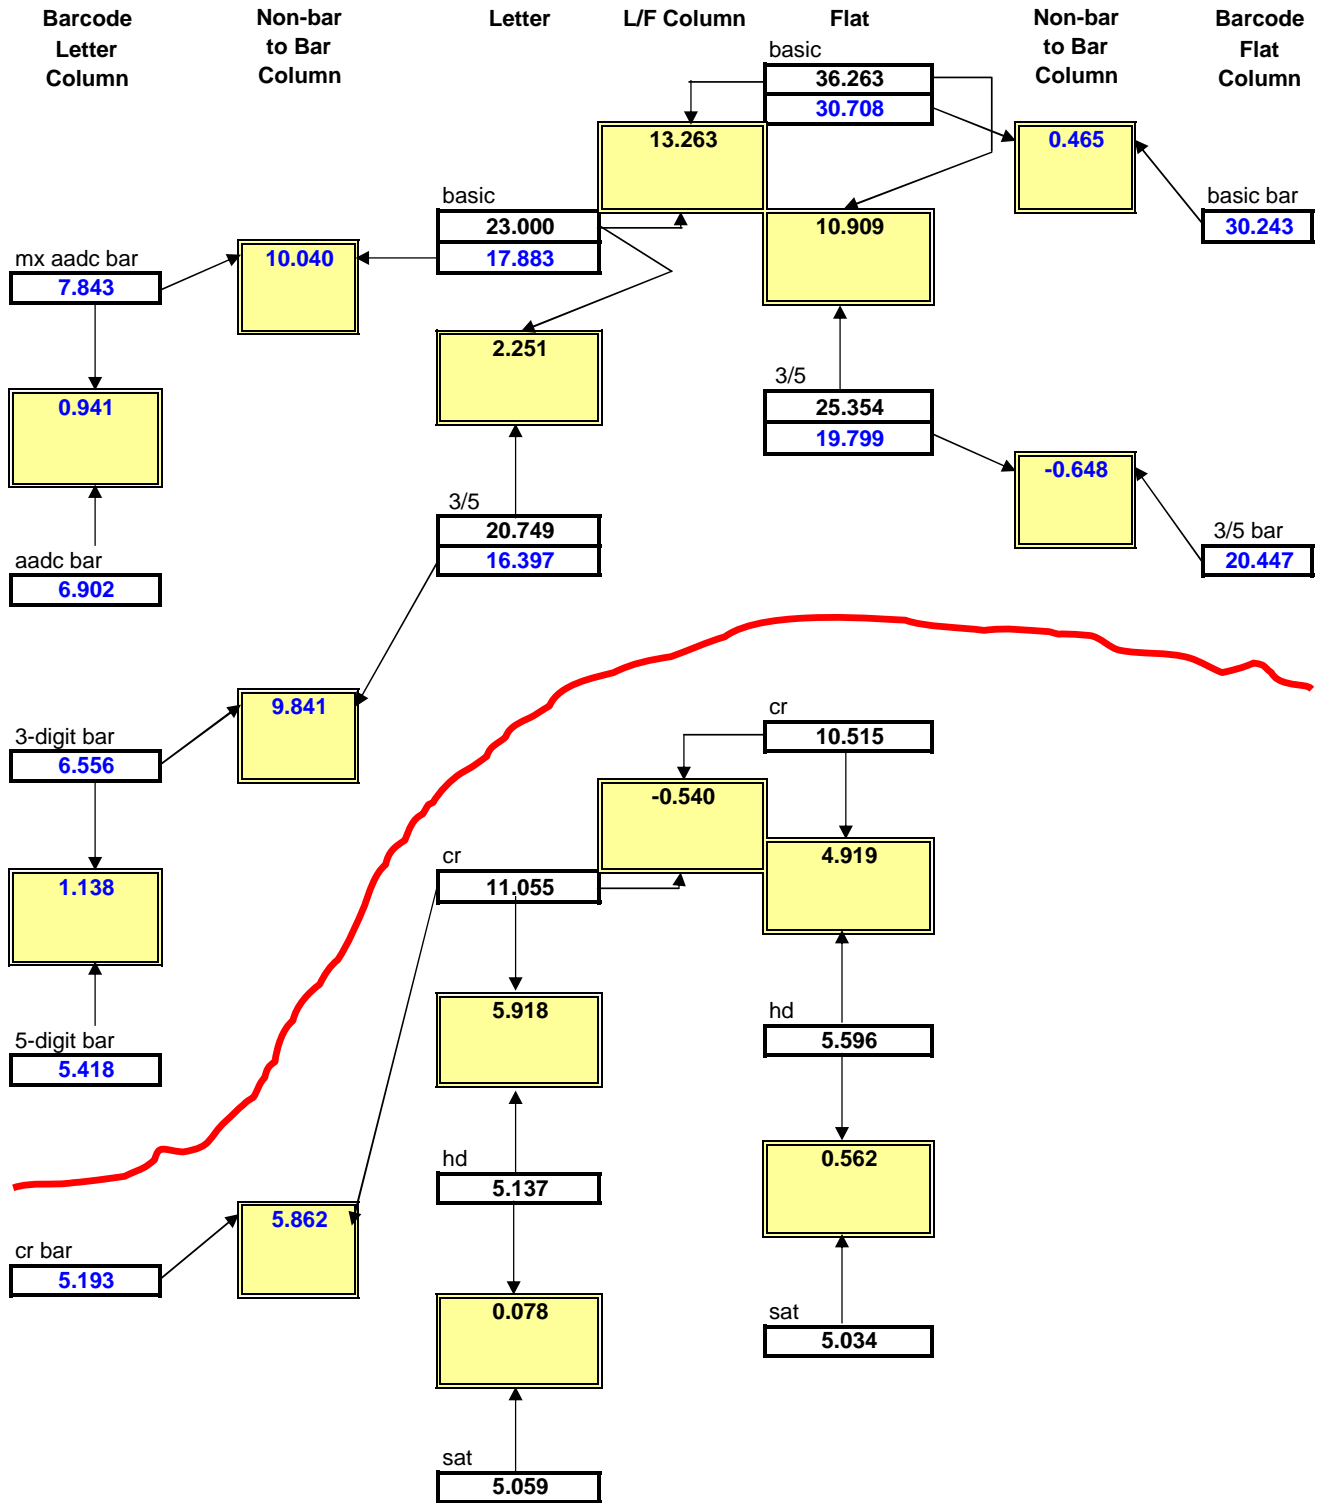 Barcode Letter Column
Non-bar to Bar Column
Letter
L/F Column
Flat
Non-bar to Bar Column
Barcode Flat Column
basic
36.263
30.708
13.263
0.465
basic
basic bar
23.000
10.909
30.243
17.883
10.040
mx aadc bar
7.843
2.251
3/5
0.941
25.354
19.799
-0.648
3/5
20.749
3/5 bar
16.397
20.447
aadc bar
6.902
9.841
cr
3-digit bar
10.515
6.556
-0.540
4.919
cr
1.138
11.055
5.918
hd
5-digit bar
5.596
5.418
hd
0.562
5.137
5.862
cr bar
5.193
0.078
sat
5.034
sat
5.059